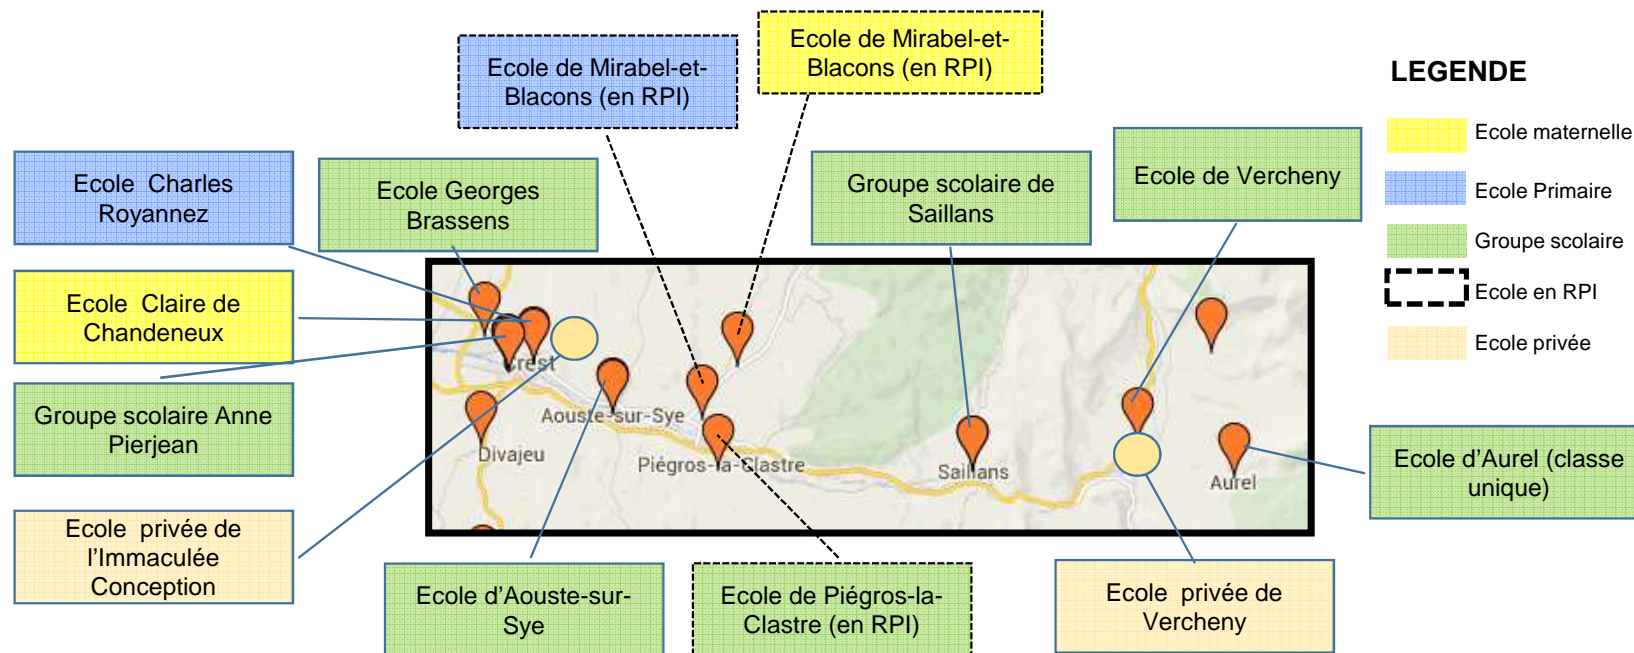 Ecole de Mirabel-et-
Blacons (en RPI)
Ecole de Mirabel-et-
Blacons (en RPI)
LEGENDE
Ecole maternelle
Ecole Primaire
Groupe scolaire
Ecole en RPI
Ecole privée
Ecole Charles
Royannez
Ecole Georges
Brassens
Groupe scolaire de
Saillans
Ecole de Vercheny
Ecole Claire de
Chandeneux
Groupe scolaire Anne
Pierjean
Ecole privée de
l'Immaculée
Conception
Crest
Aouste-sur-Sye
Divajeu
Piégros-la-Clastre
Saillans
Aurel
Ecole d'Aurel (classe
unique)
Ecole d'Aouste-sur-
Sye
Ecole de Piégros-la-
Clastre (en RPI)
Ecole privée de
Vercheny